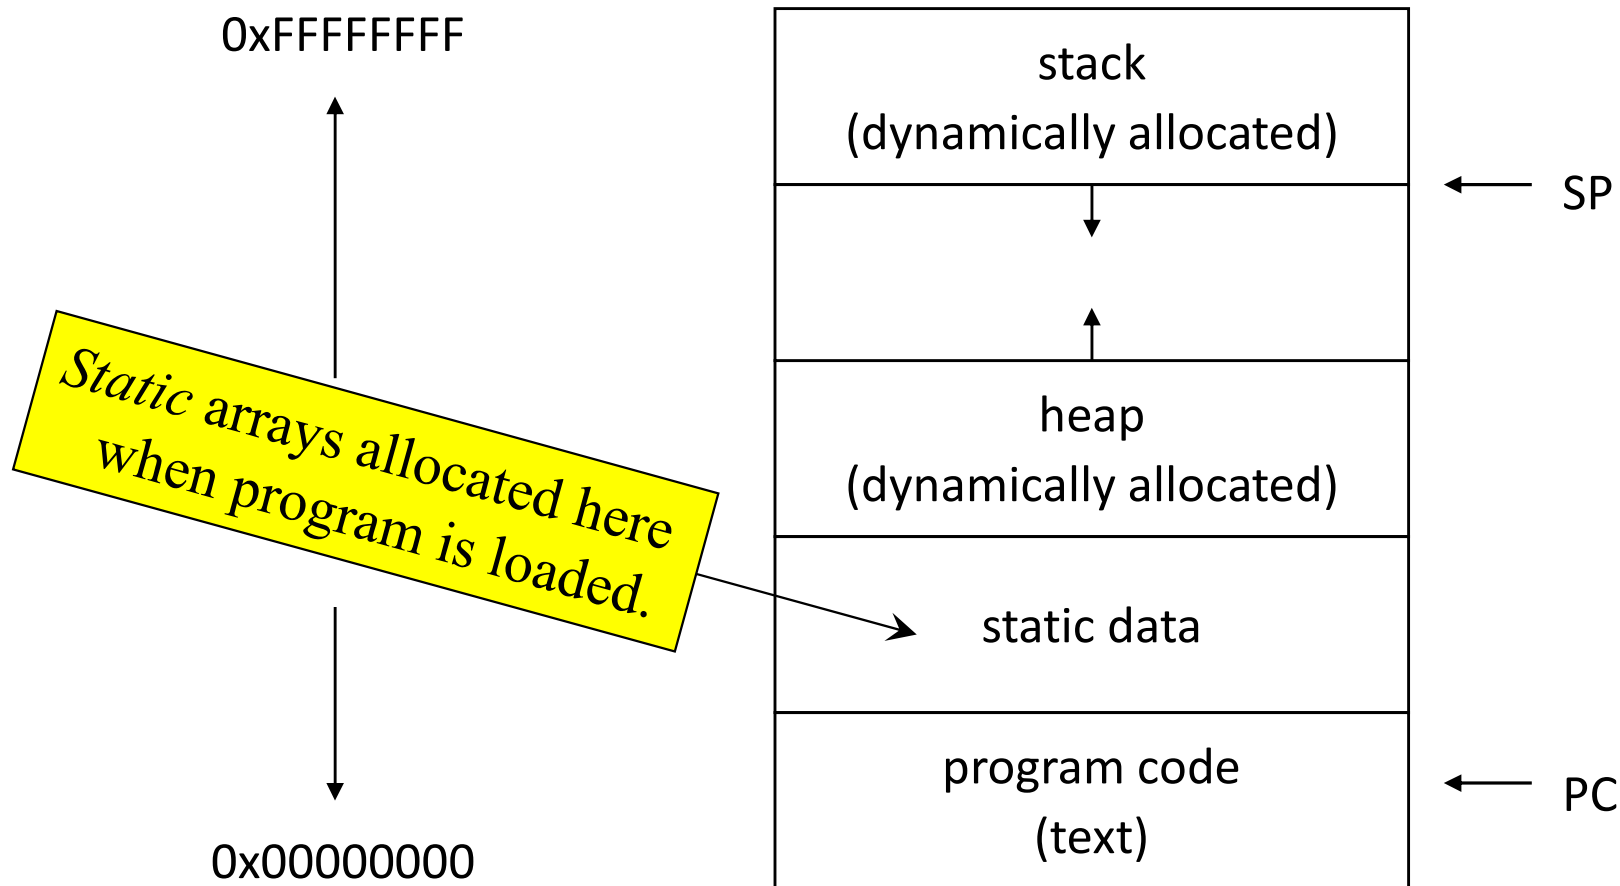 0xFFFFFFFF
stack
(dynamically allocated)
SP
Static arrays allocated here
when program is loaded.
heap
(dynamically allocated)
static data
program code
(text)
PC
0x00000000